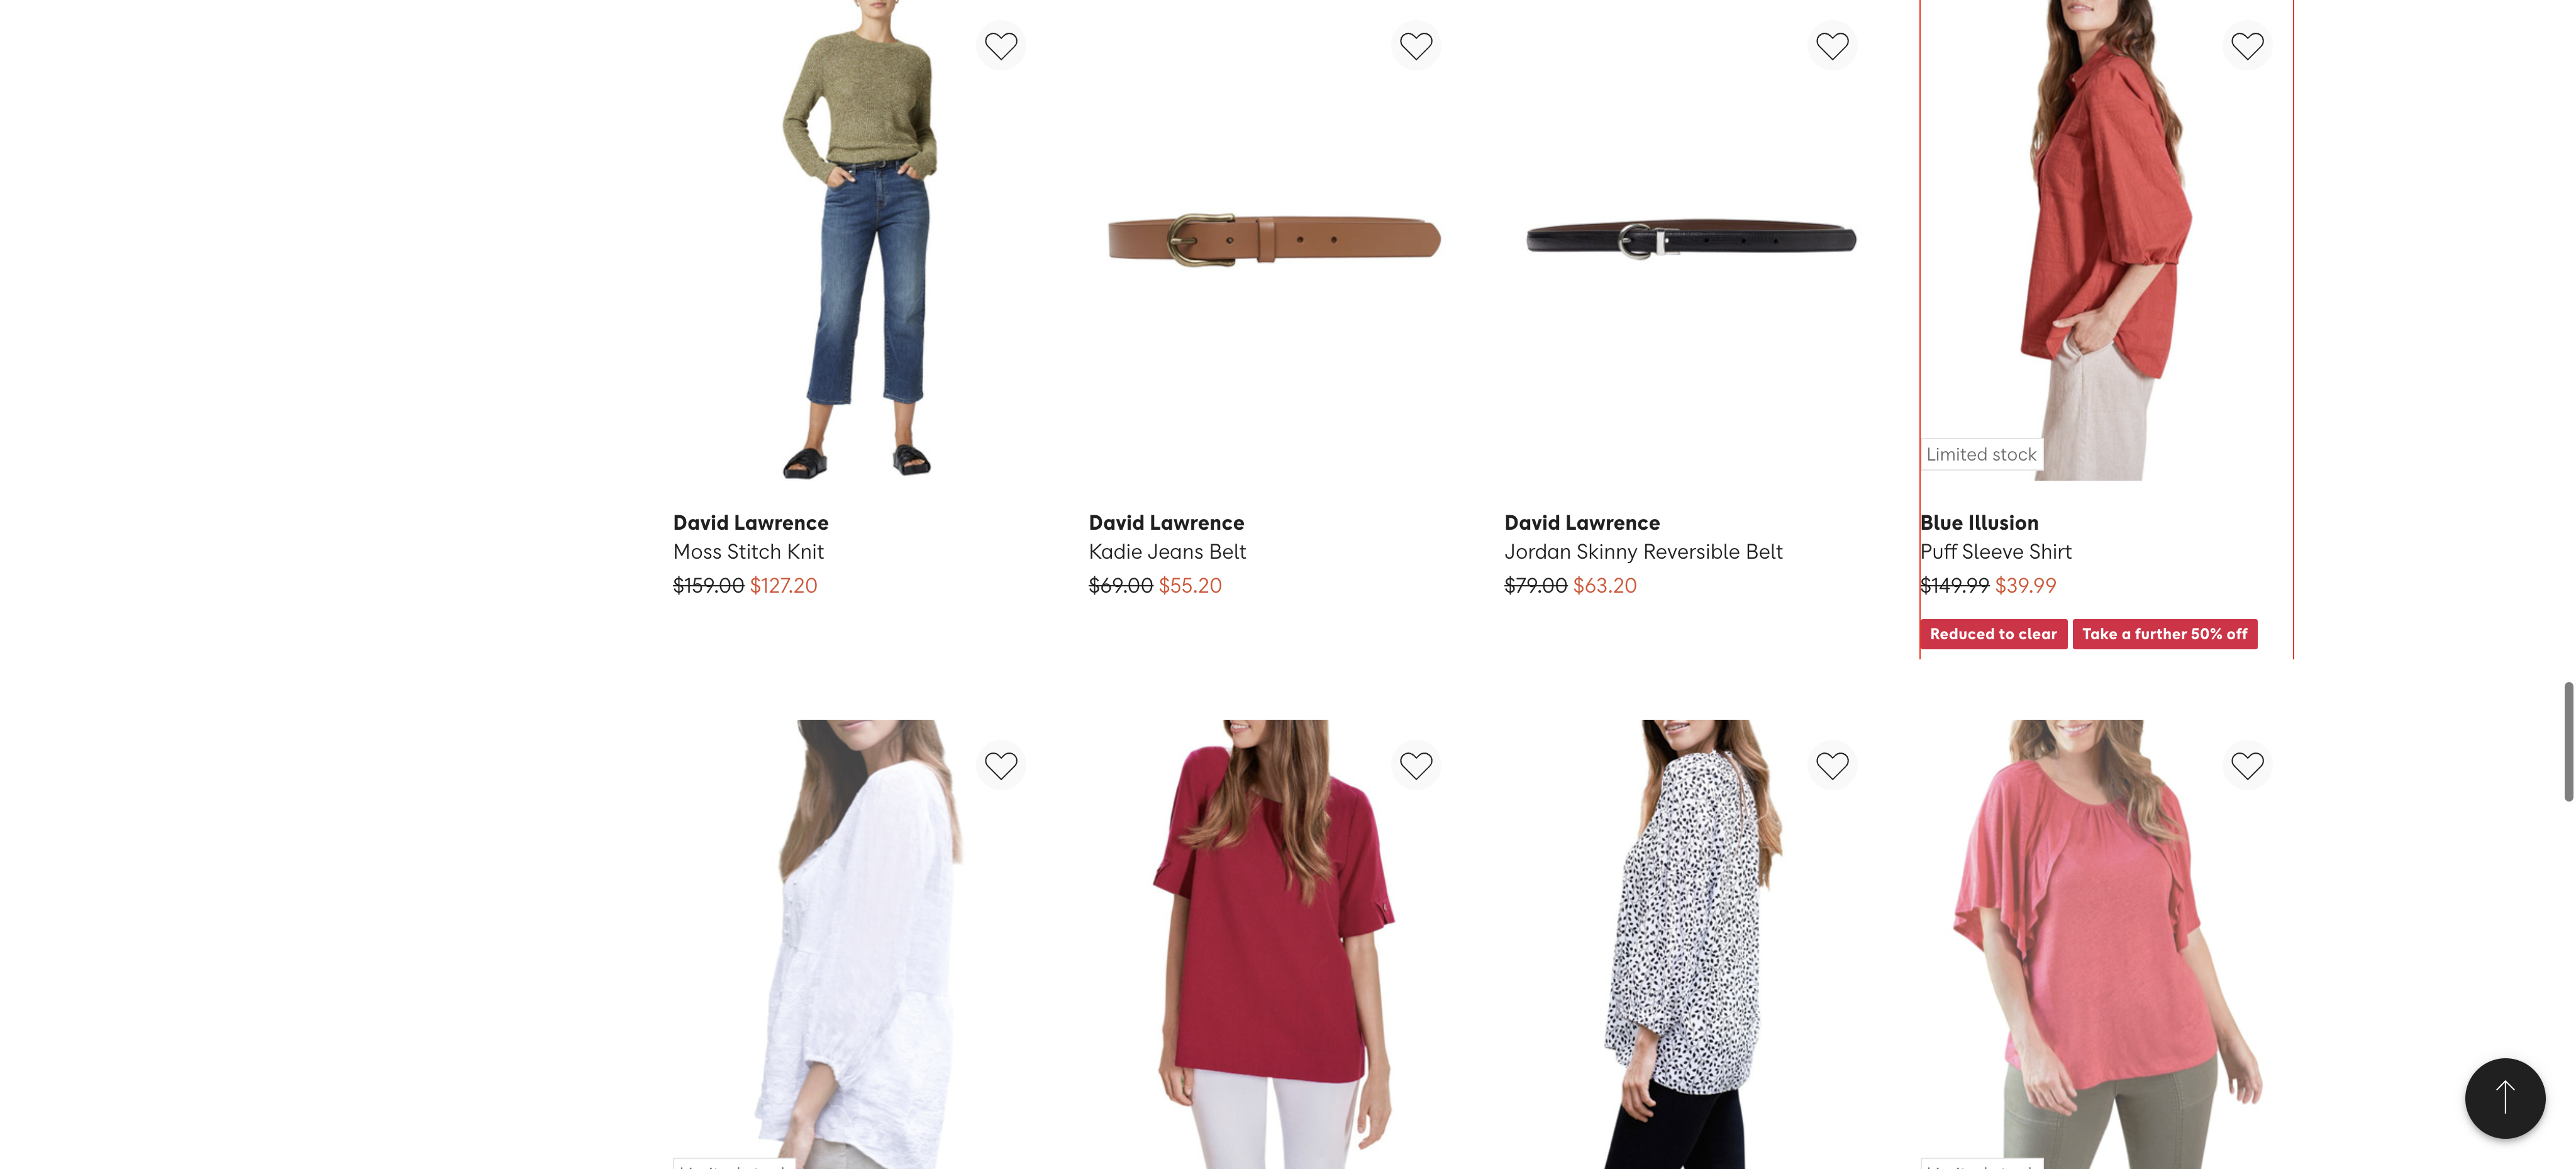 Limited stock
David Lawrence
Moss Stitch Knit
$159.00 $127.20
David Lawrence
Kadie Jeans Belt
$69.00 $55.20
David Lawrence
Jordan Skinny Reversible Belt
$79.00 $63.20
Blue Illusion
Puff Sleeve Shirt
$149.99 $39.99
Reduced to clear
Take a further 50% off